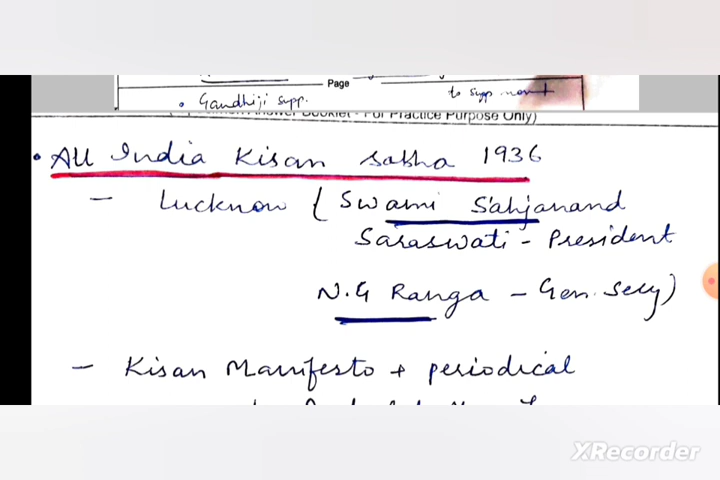 Page
• Gandhiji supp.
to supp. movt
Answer Booklet - For Practice Purpose Only)
• All India Kisan Sabha 1936
- Lucknow ( Swami Sahjanand
Saraswati - President
N.G Ranga - Gen. Secy)
- Kisan Manifesto + periodical
XRecorder